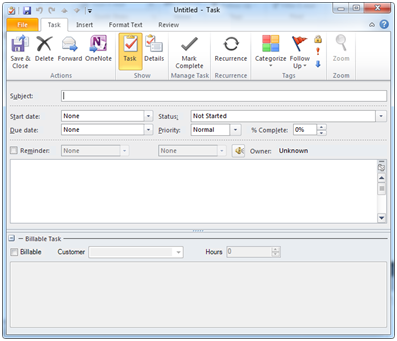 Untitled - Task
File Task Insert Format Text Review
Save & Close Delete Forward OneNote Task Details Mark Complete Recurrence Categorize Follow Up Zoom
Actions Show Manage Task Recurrence Tags Zoom
Subject:
Start date: None Status: Not Started
Due date: None Priority: Normal % Complete: 0%
Reminder: None None Owner: Unknown
Billable Task
Billable Customer Hours 0